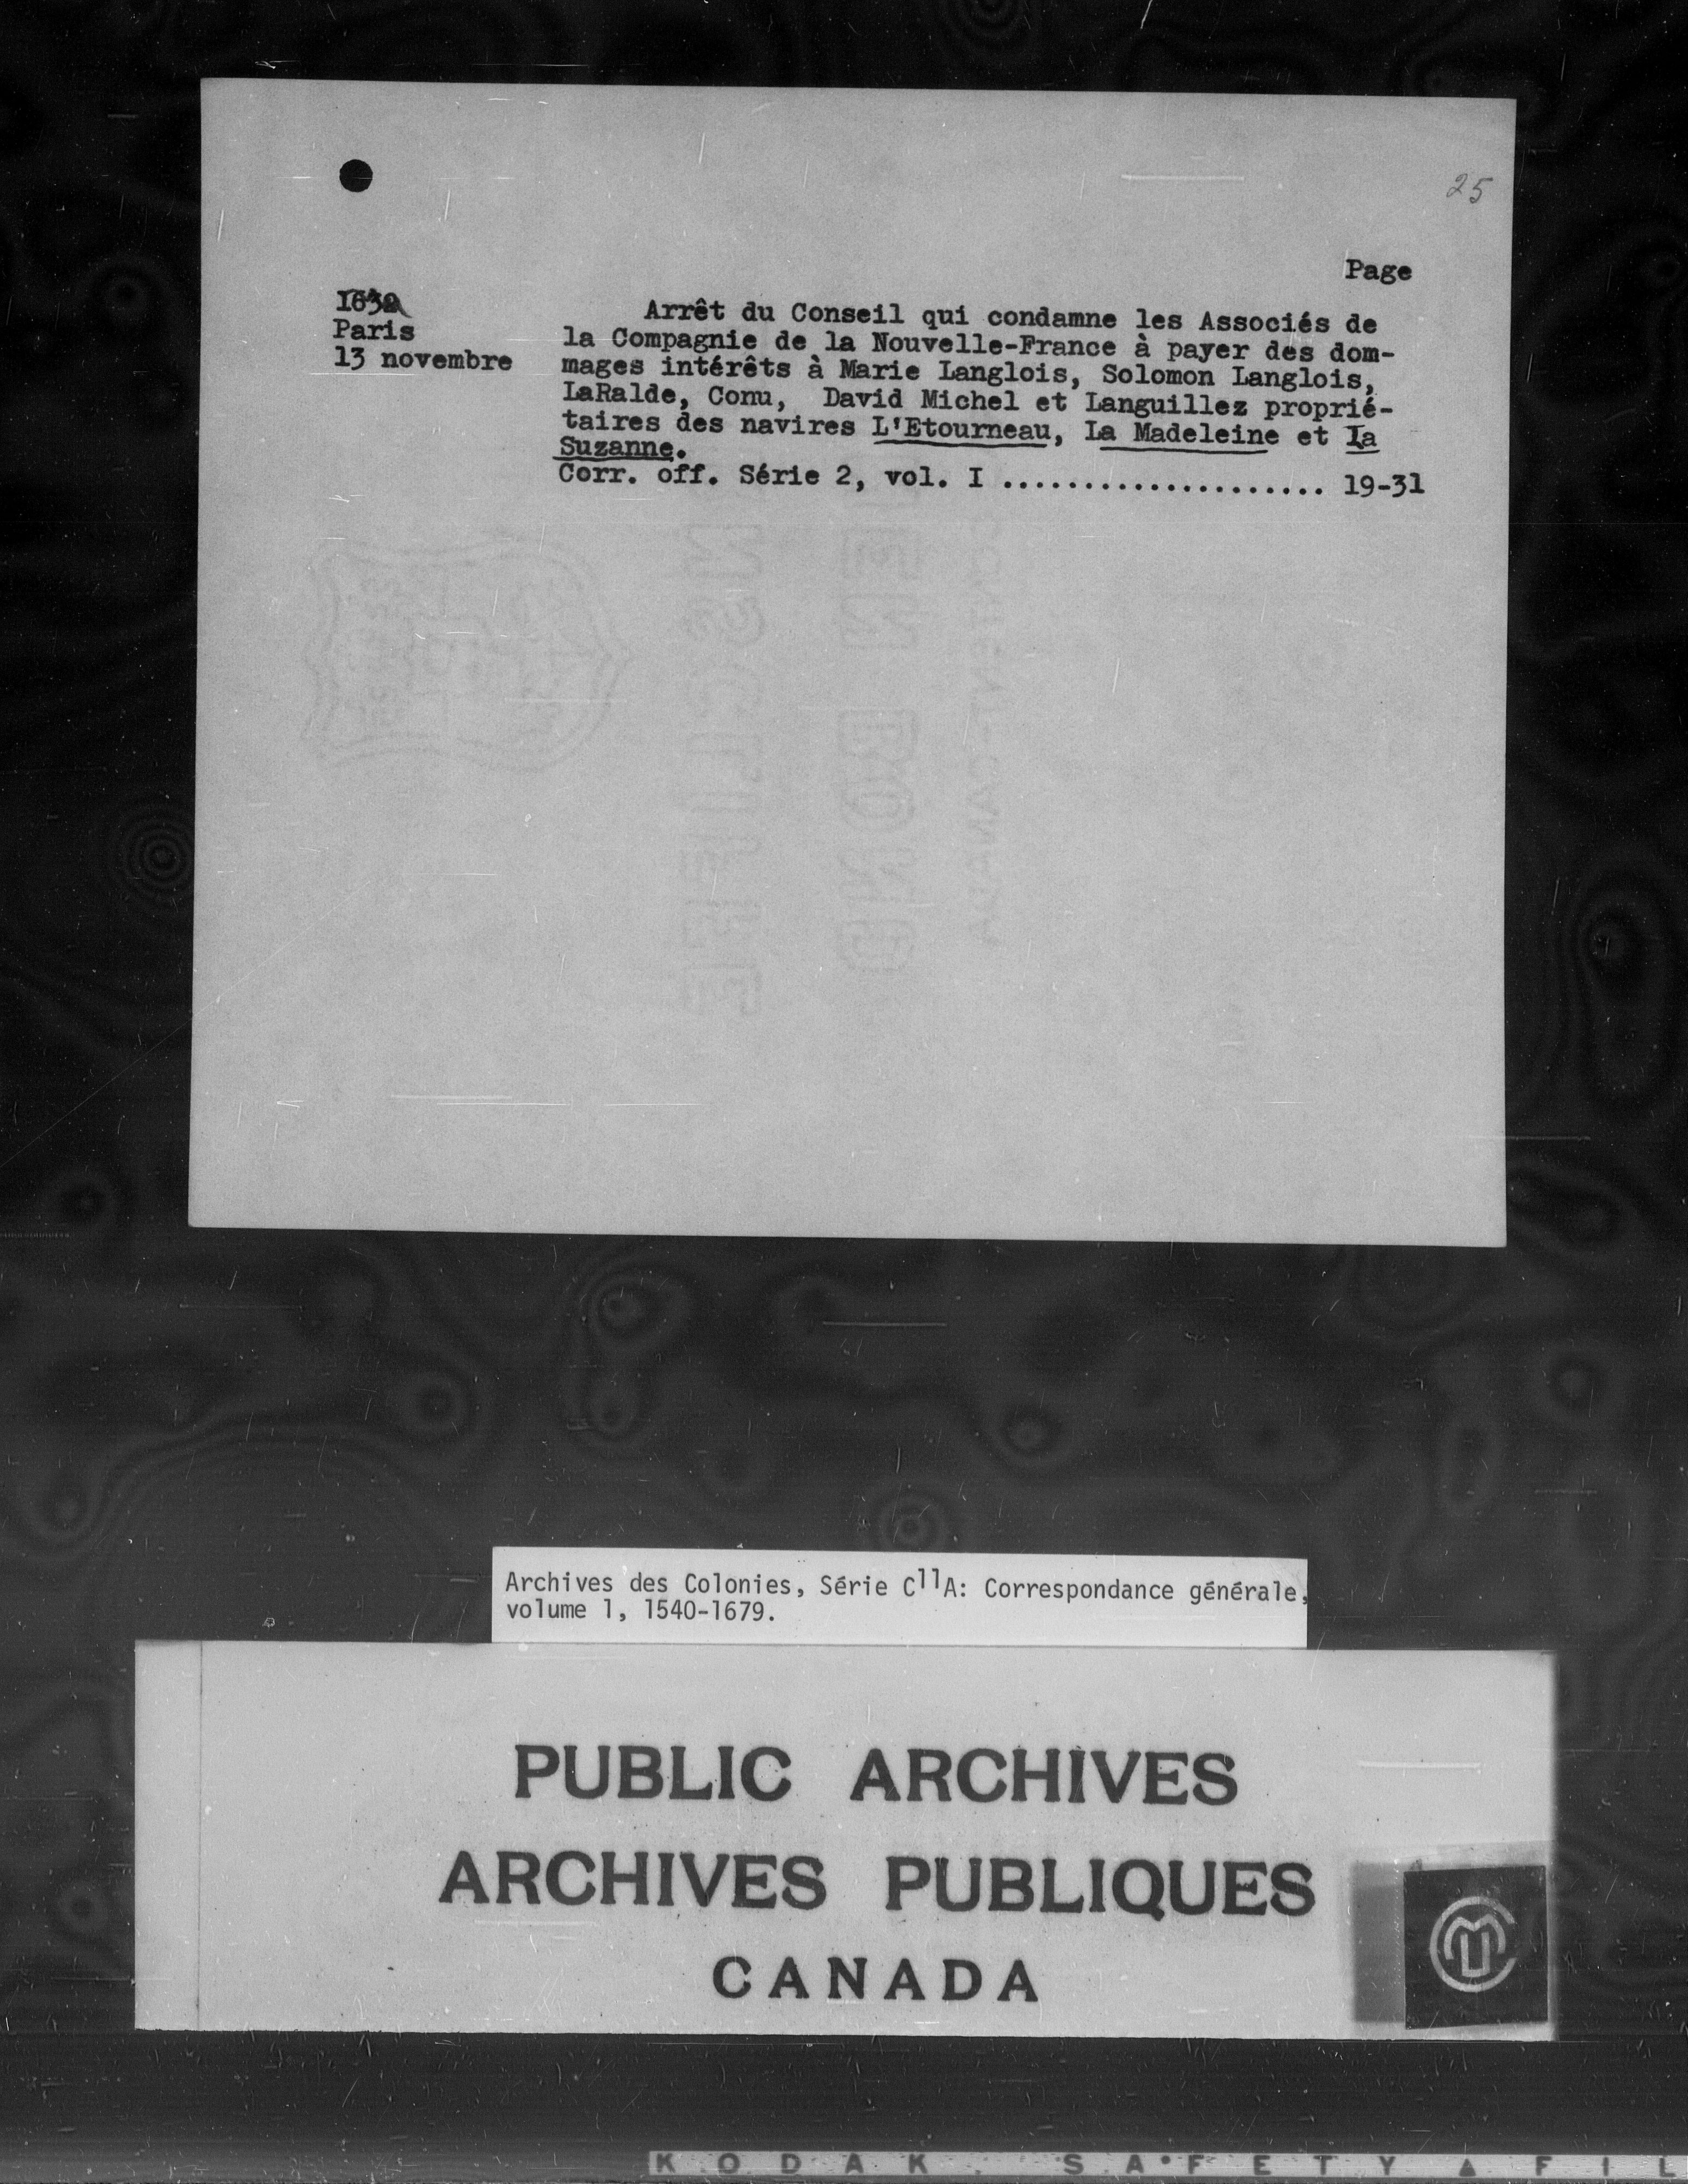 25
Page
1632
Paris
13 novembre
Arrêt du Conseil qui condamne les Associés de
la Compagnie de la Nouvelle-France à payer des dom-
mages intérêts à Marie Langlois, Solomon Langlois,
LaRalde, Conu, David Michel et Languillez proprié-
taires des navires L'Etourneau, La Madeleine et La
Suzanne.
Corr. off. Série 2, vol. I .................... 19-31
Archives des Colonies, Série C11A: Correspondance générale,
volume 1, 1540-1679.
PUBLIC ARCHIVES
ARCHIVES PUBLIQUES
CANADA
KODAK SAFETY FIL